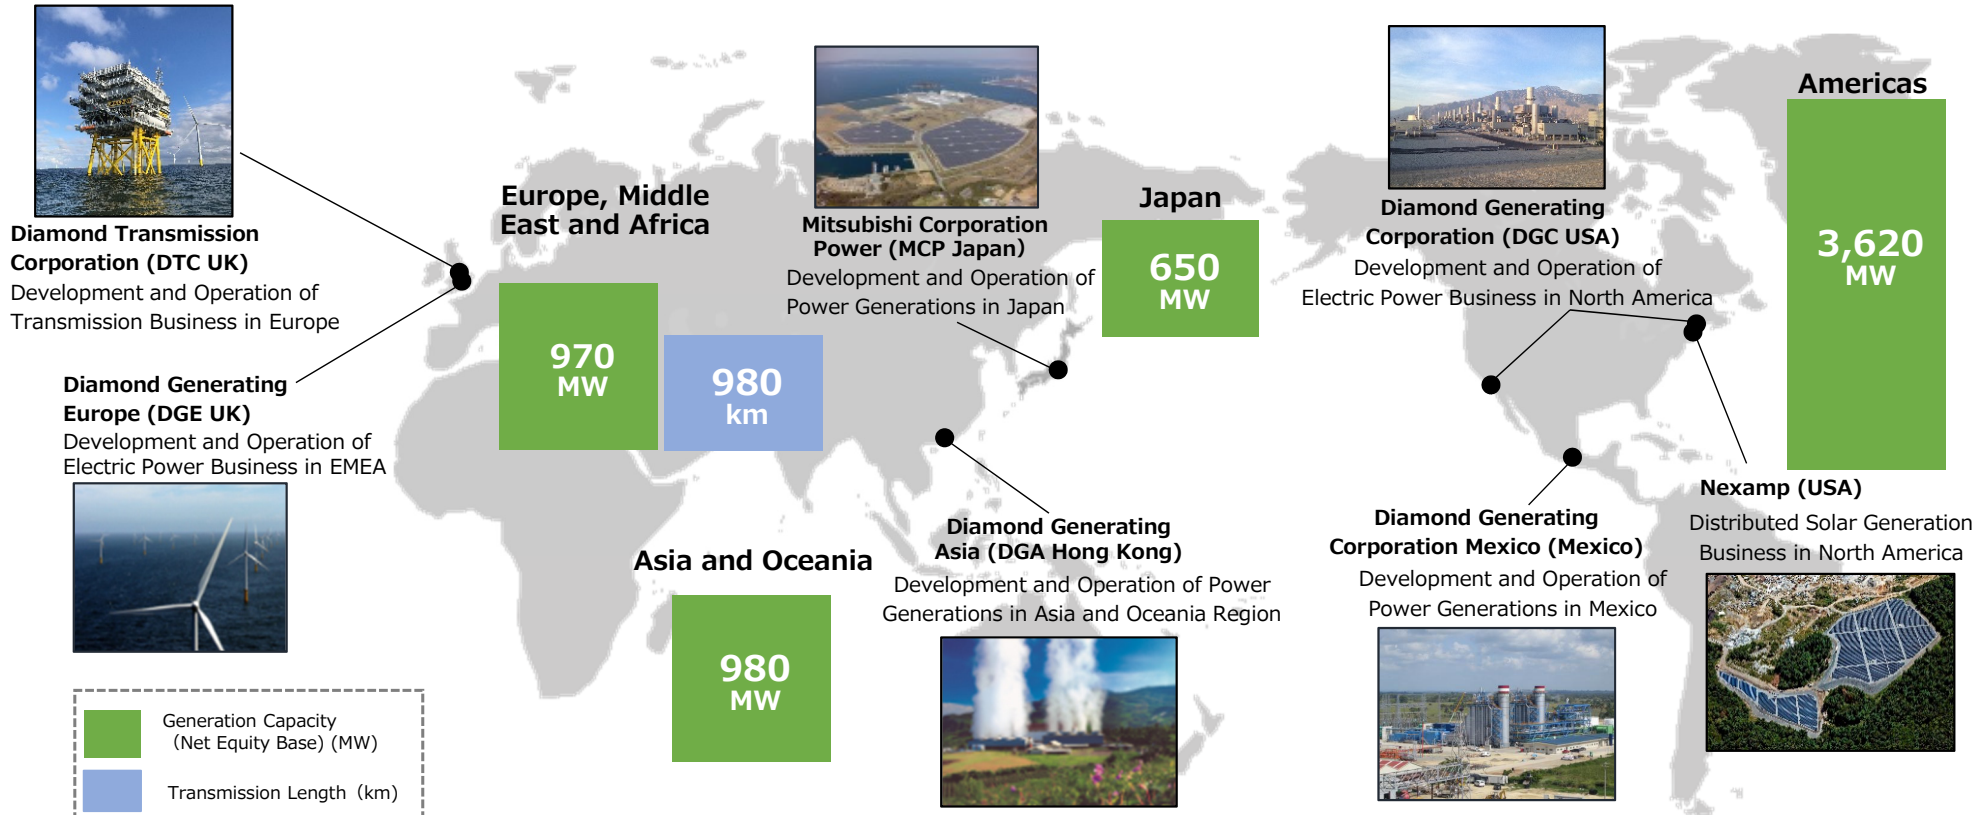 Diamond Transmission
Corporation (DTC UK)
Development and Operation of
Transmission Business in Europe
Diamond Generating
Europe (DGE UK)
Development and Operation of
Electric Power Business in EMEA
Europe, Middle
East and Africa
970
MW
980
km
Mitsubishi Corporation
Power (MCP Japan)
Development and Operation of
Power Generations in Japan
Japan
650
MW
Diamond Generating
Corporation (DGC USA)
Development and Operation of
Electric Power Business in North America
Americas
3,620
MW
Asia and Oceania
980
MW
Diamond Generating
Asia (DGA Hong Kong)
Development and Operation of Power
Generations in Asia and Oceania Region
Diamond Generating
Corporation Mexico (Mexico)
Development and Operation of
Power Generations in Mexico
Nexamp (USA)
Distributed Solar Generation
Business in North America
Generation Capacity
（Net Equity Base) (MW)
Transmission Length（km)